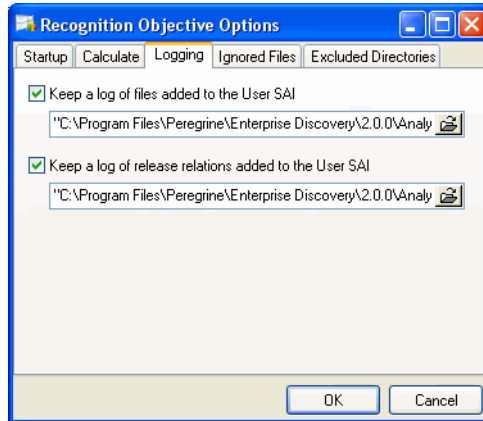 Recognition Objective Options
Startup Calculate Logging Ignored Files Excluded Directories
Keep a log of files added to the User SAI
"C:\Program Files\Peregrine\Enterprise Discovery\2.0.0\Analy
Keep a log of release relations added to the User SAI
"C:\Program Files\Peregrine\Enterprise Discovery\2.0.0\Analy
OK Cancel